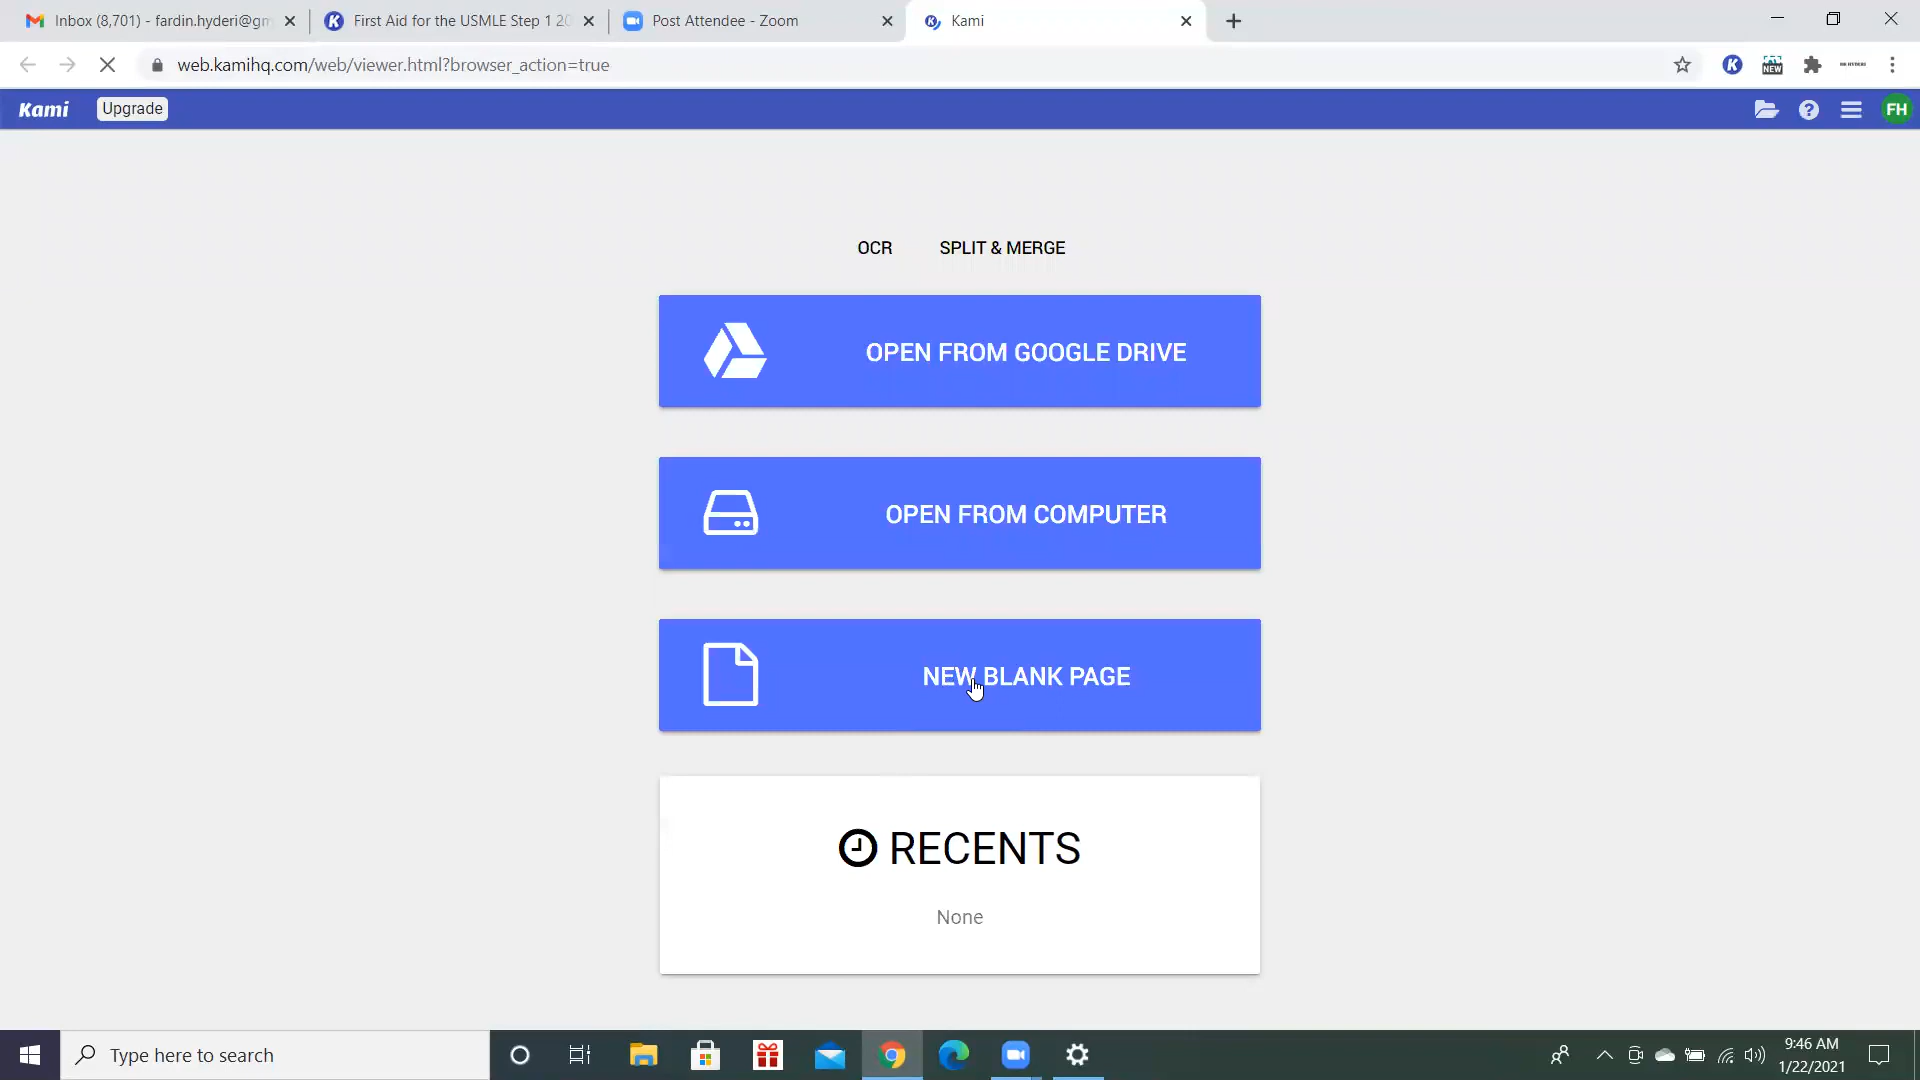 Inbox (8,701) - fardin.hyderi@gm
First Aid for the USMLE Step 1 20
Post Attendee - Zoom
Kami
web.kamihq.com/web/viewer.html?browser_action=true
NEW
Kami
Upgrade
FH
OCR
SPLIT & MERGE
OPEN FROM GOOGLE DRIVE
OPEN FROM COMPUTER
NEW BLANK PAGE
RECENTS
None
Type here to search
9:46 AM
1/22/2021